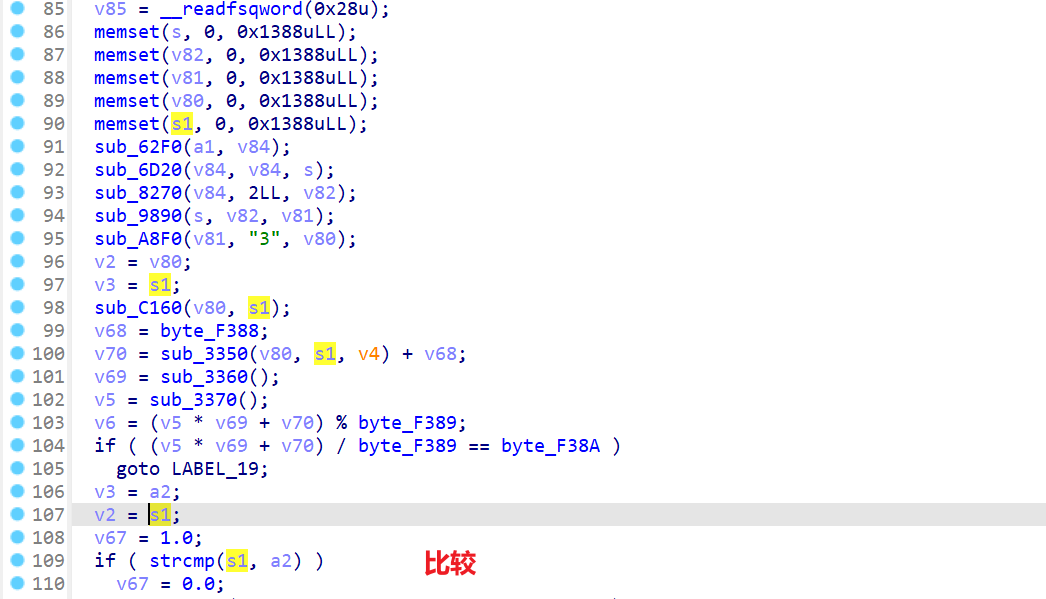 85 v85 = __readfsqword(0x28u);
86 memset(s, 0, 0x1388uLL);
87 memset(v82, 0, 0x1388uLL);
88 memset(v81, 0, 0x1388uLL);
89 memset(v80, 0, 0x1388uLL);
90 memset(s1, 0, 0x1388uLL);
91 sub_62F0(a1, v84);
92 sub_6D20(v84, v84, s);
93 sub_8270(v84, 2LL, v82);
94 sub_9890(s, v82, v81);
95 sub_A8F0(v81, "3", v80);
96 v2 = v80;
97 v3 = s1;
98 sub_C160(v80, s1);
99 v68 = byte_F388;
100 v70 = sub_3350(v80, s1, v4) + v68;
101 v69 = sub_3360();
102 v5 = sub_3370();
103 v6 = (v5 * v69 + v70) % byte_F389;
104 if ( (v5 * v69 + v70) / byte_F389 == byte_F38A )
105 goto LABEL_19;
106 v3 = a2;
107 v2 = s1;
108 v67 = 1.0;
109 if ( strcmp(s1, a2) ) 比较
110 v67 = 0.0;